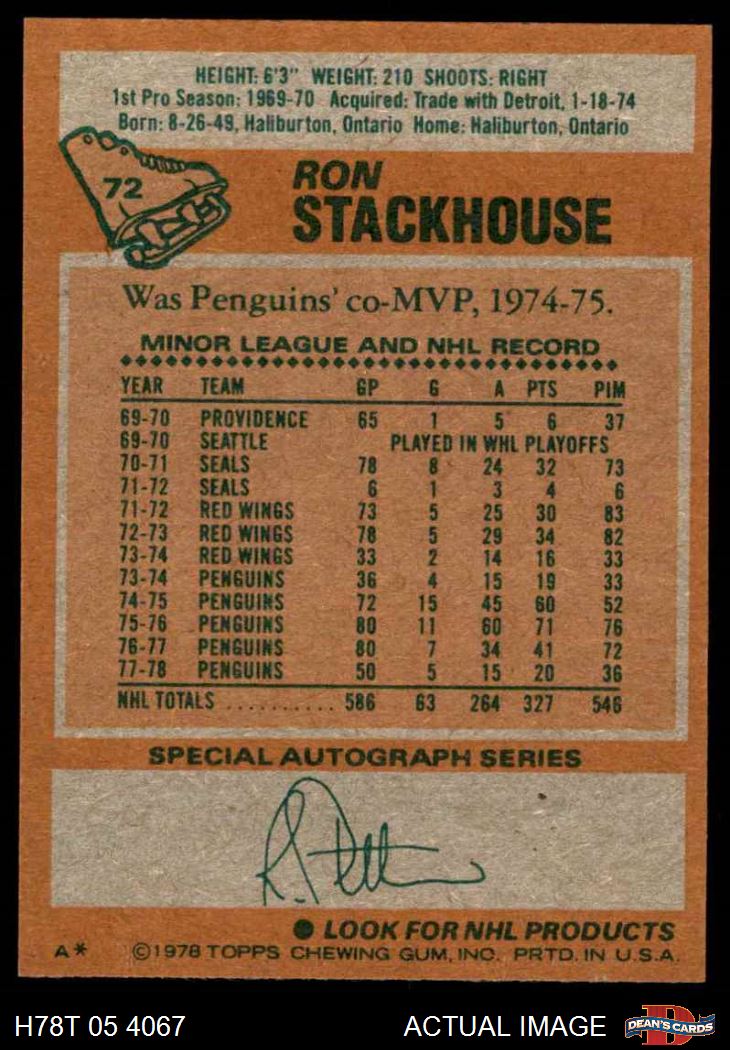 HEIGHT: 6'3" WEIGHT: 210 SHOOTS: RIGHT
1st Pro Season: 1969-70 Acquired: Trade with Detroit, 1-18-74
Born: 8-26-49, Haliburton, Ontario Home: Haliburton, Ontario
72
RON
STACKHOUSE
Was Penguins' co-MVP, 1974-75.
MINOR LEAGUE AND NHL RECORD
YEAR TEAM GP G A PTS PIM
69-70 PROVIDENCE 65 1 5 6 37
69-70 SEATTLE PLAYED IN WHL PLAYOFFS
70-71 SEALS 78 8 24 32 73
71-72 SEALS 6 1 3 4 6
71-72 RED WINGS 73 5 25 30 83
72-73 RED WINGS 78 5 29 34 82
73-74 RED WINGS 33 2 14 16 33
73-74 PENGUINS 36 4 15 19 33
74-75 PENGUINS 72 15 45 60 52
75-76 PENGUINS 80 11 60 71 76
76-77 PENGUINS 80 7 34 41 72
77-78 PENGUINS 50 5 15 20 36
NHL TOTALS .......... 586 63 264 327 546
SPECIAL AUTOGRAPH SERIES
● LOOK FOR NHL PRODUCTS
A* ©1978 TOPPS CHEWING GUM, INC. PRTD. IN U.S.A.
H78T 05 4067 ACTUAL IMAGE D DEAN'S CARDS